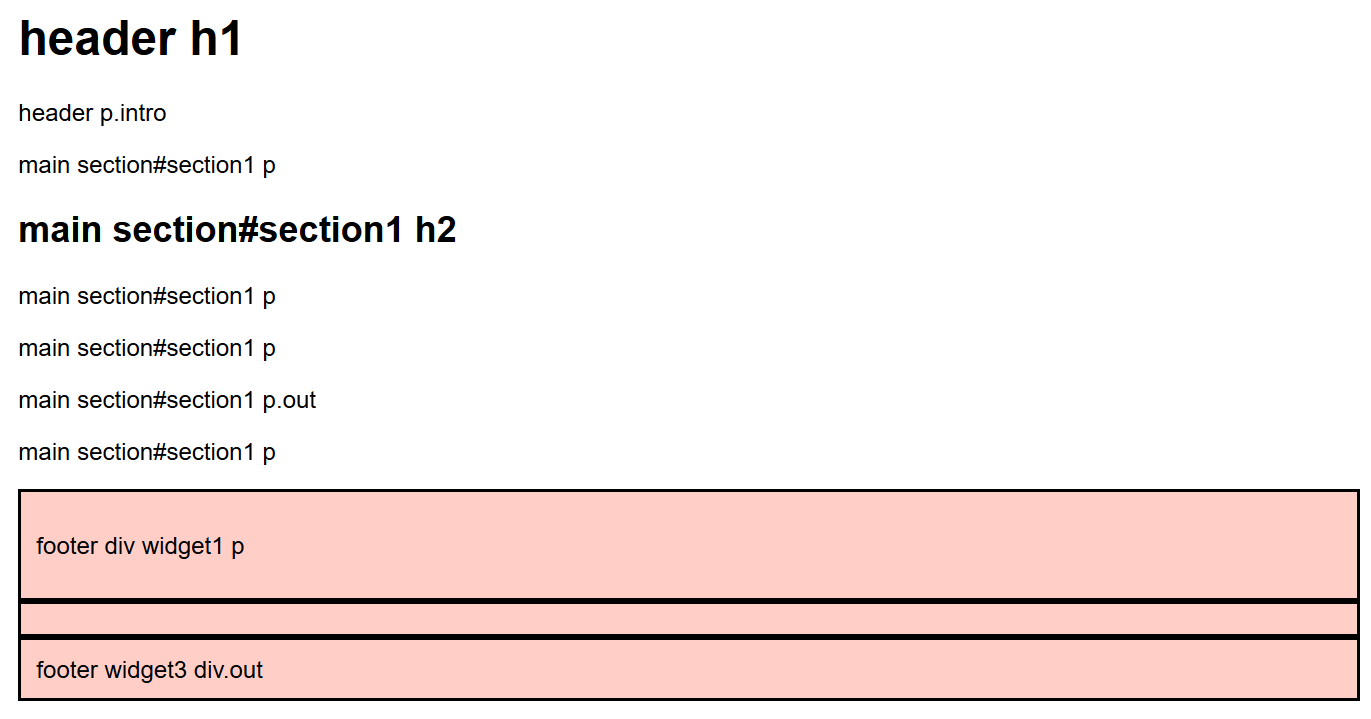 header h1
header p.intro
main section#section1 p
main section#section1 h2
main section#section1 p
main section#section1 p
main section#section1 p.out
main section#section1 p
footer div widget1 p
footer widget3 div.out